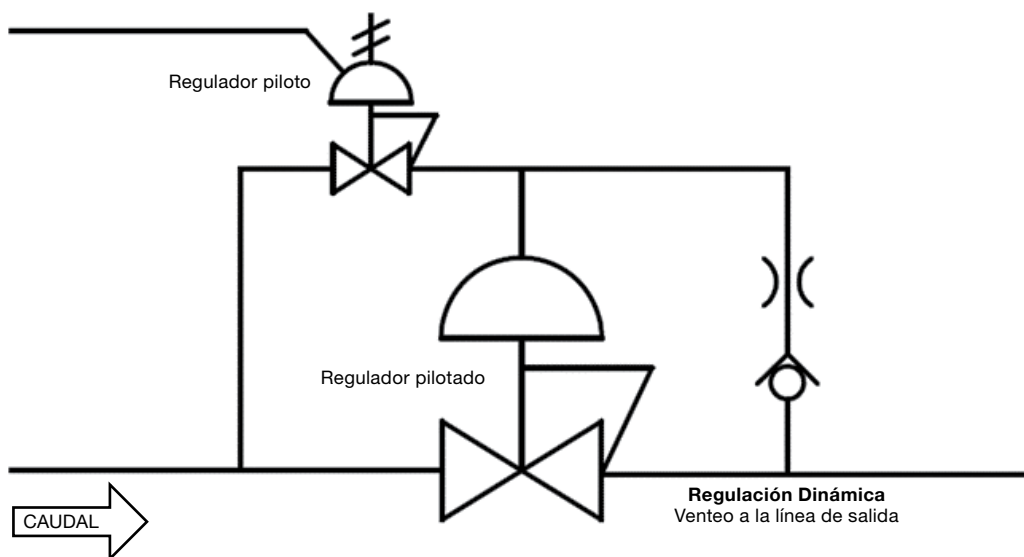 Regulador piloto
Regulador pilotado
Regulación Dinámica
Venteo a la línea de salida
CAUDAL